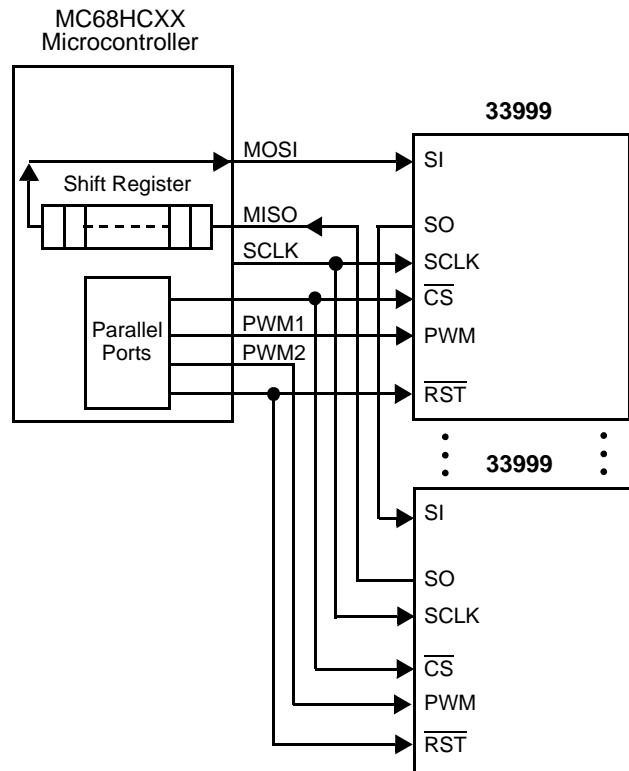 MC68HCXX
Microcontroller
33999
MOSI
SI
Shift Register
MISO
SO
SCLK
SCLK
CS
Parallel
Ports
PWM1
PWM
PWM2
RST
33999
SI
SO
SCLK
CS
PWM
RST